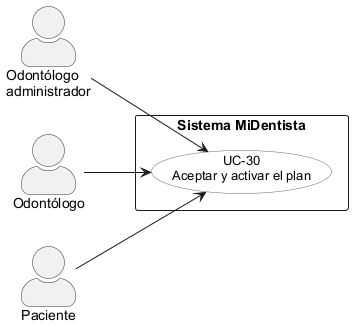 Odontólogo
administrador
Sistema MiDentista
UC-30
Aceptar y activar el plan
Odontólogo
Paciente